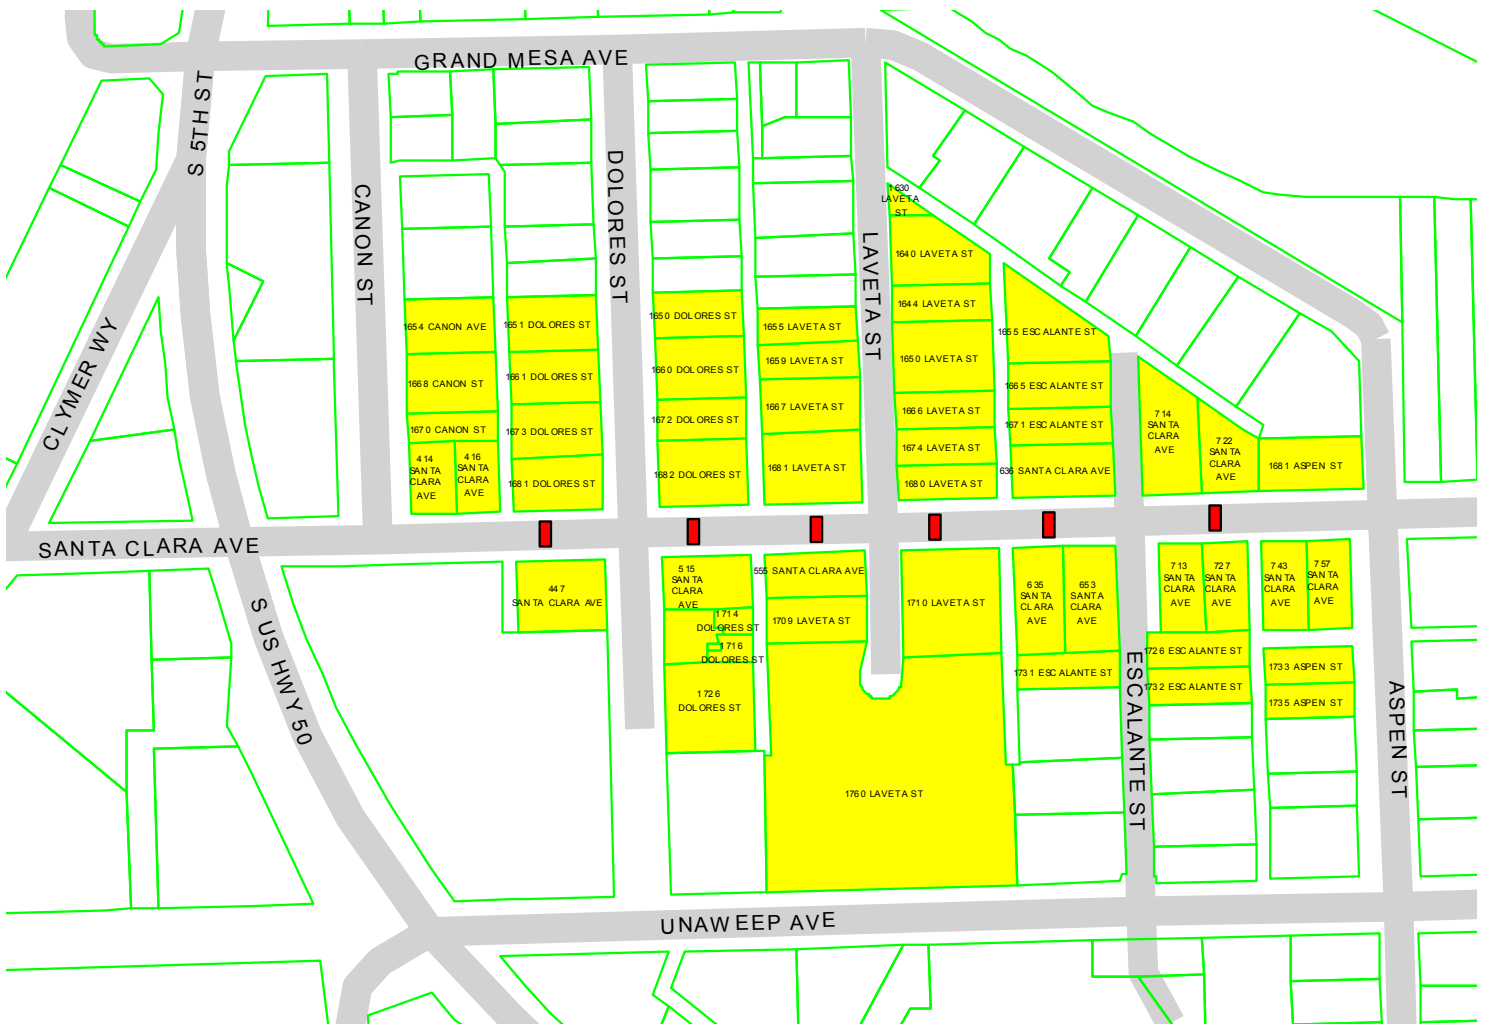 GRAND MESA AVE
S 5TH ST
CANON ST
DOLORES ST
LAVETA ST
CLYMER WY
1630
LAVETA
ST
1640 LAVETA ST
1644 LAVETA ST
1650 LAVETA ST
1666 LAVETA ST
1674 LAVETA ST
1680 LAVETA ST
1654 CANON AVE
1668 CANON ST
1670 CANON ST
414
SANTA
CLARA
AVE
416
SANTA
CLARA
AVE
1651 DOLORES ST
1661 DOLORES ST
1673 DOLORES ST
1681 DOLORES ST
1650 DOLORES ST
1660 DOLORES ST
1672 DOLORES ST
1682 DOLORES ST
1655 LAVETA ST
1659 LAVETA ST
1667 LAVETA ST
1681 LAVETA ST
1655 ESCALANTE ST
1665 ESCALANTE ST
1671 ESCALANTE ST
636 SANTA CLARA AVE
714
SANTA
CLARA
AVE
722
SANTA
CLARA
AVE
1681 ASPEN ST
SANTA CLARA AVE
S US HWY 50
447
SANTA CLARA AVE
515
SANTA
CLARA
AVE
1714
DOLORES ST
1716
DOLORES ST
1726
DOLORES ST
555 SANTA CLARA AVE
1709 LAVETA ST
1710 LAVETA ST
1760 LAVETA ST
635
SANTA
CLARA
AVE
653
SANTA
CLARA
AVE
1731 ESCALANTE ST
ESCALANTE ST
713
SANTA
CLARA
AVE
727
SANTA
CLARA
AVE
743
SANTA
CLARA
AVE
757
SANTA
CLARA
AVE
1726 ESCALANTE ST
1732 ESCALANTE ST
1733 ASPEN ST
1735 ASPEN ST
ASPEN ST
UNAWEEP AVE